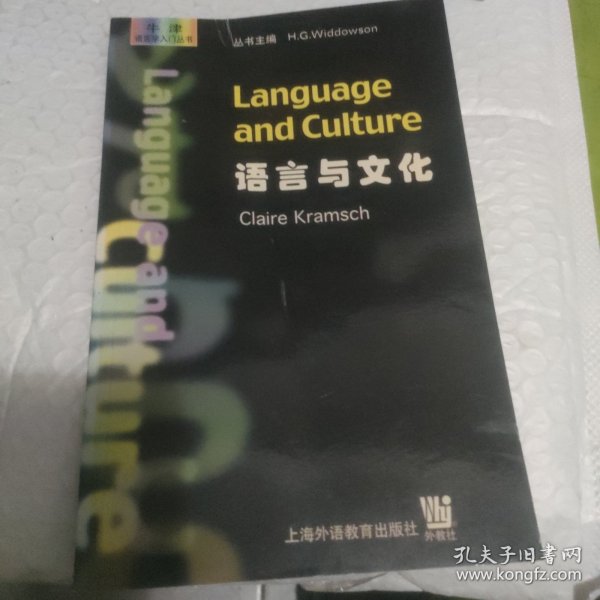 牛津
语言学入门丛书
丛书主编 H.G.Widdowson
Language and
Culture
Language
and Culture
语言与文化
Claire Kramsch
上海外语教育出版社
外教社
孔夫子旧书网
www.kongfz.com